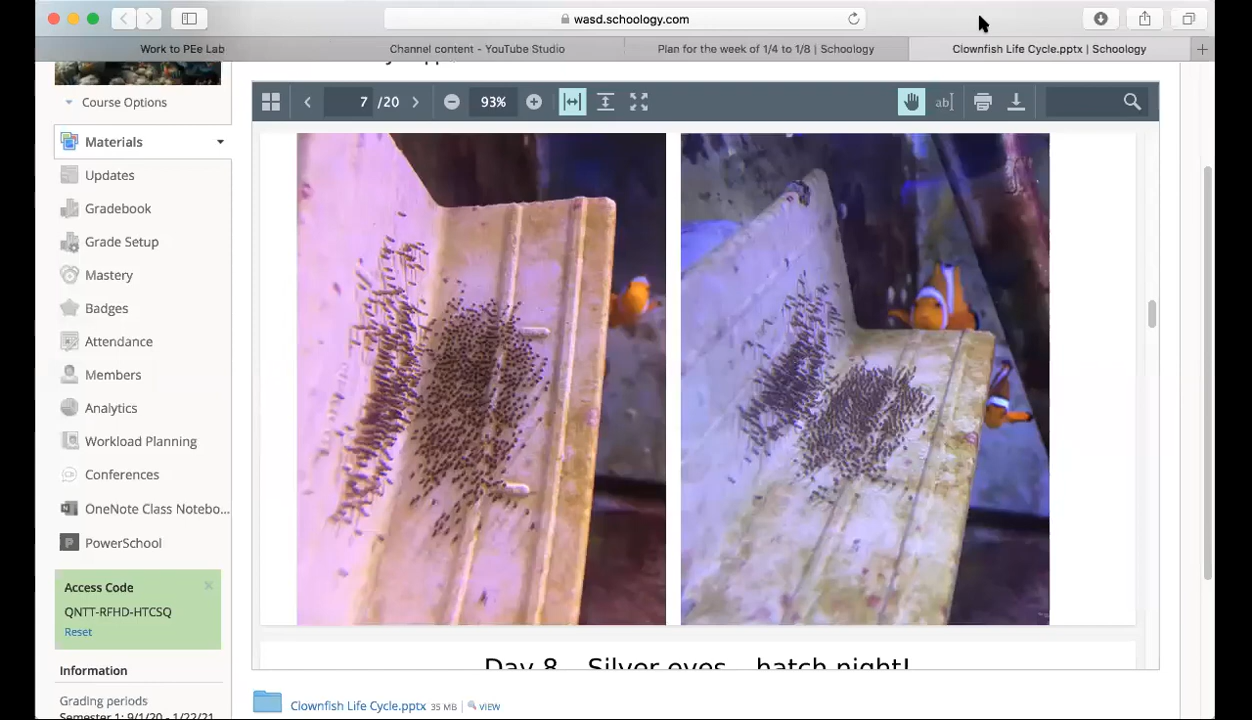 wasd.schoology.com
Work to PEe Lab
Channel content - YouTube Studio
Plan for the week of 1/4 to 1/8 | Schoology
Clownfish Life Cycle.pptx | Schoology
Course Options
7 /20
93%
Materials
Updates
Gradebook
Grade Setup
Mastery
Badges
Attendance
Members
Analytics
Workload Planning
Conferences
OneNote Class Notebo...
PowerSchool
Access Code
QNTT-RFHD-HTCSQ
Reset
Information
Grading periods
Semester 1: 9/1/20 - 1/22/21
Day 8 – Silver eyes – hatch night!
Clownfish Life Cycle.pptx 35 MB VIEW